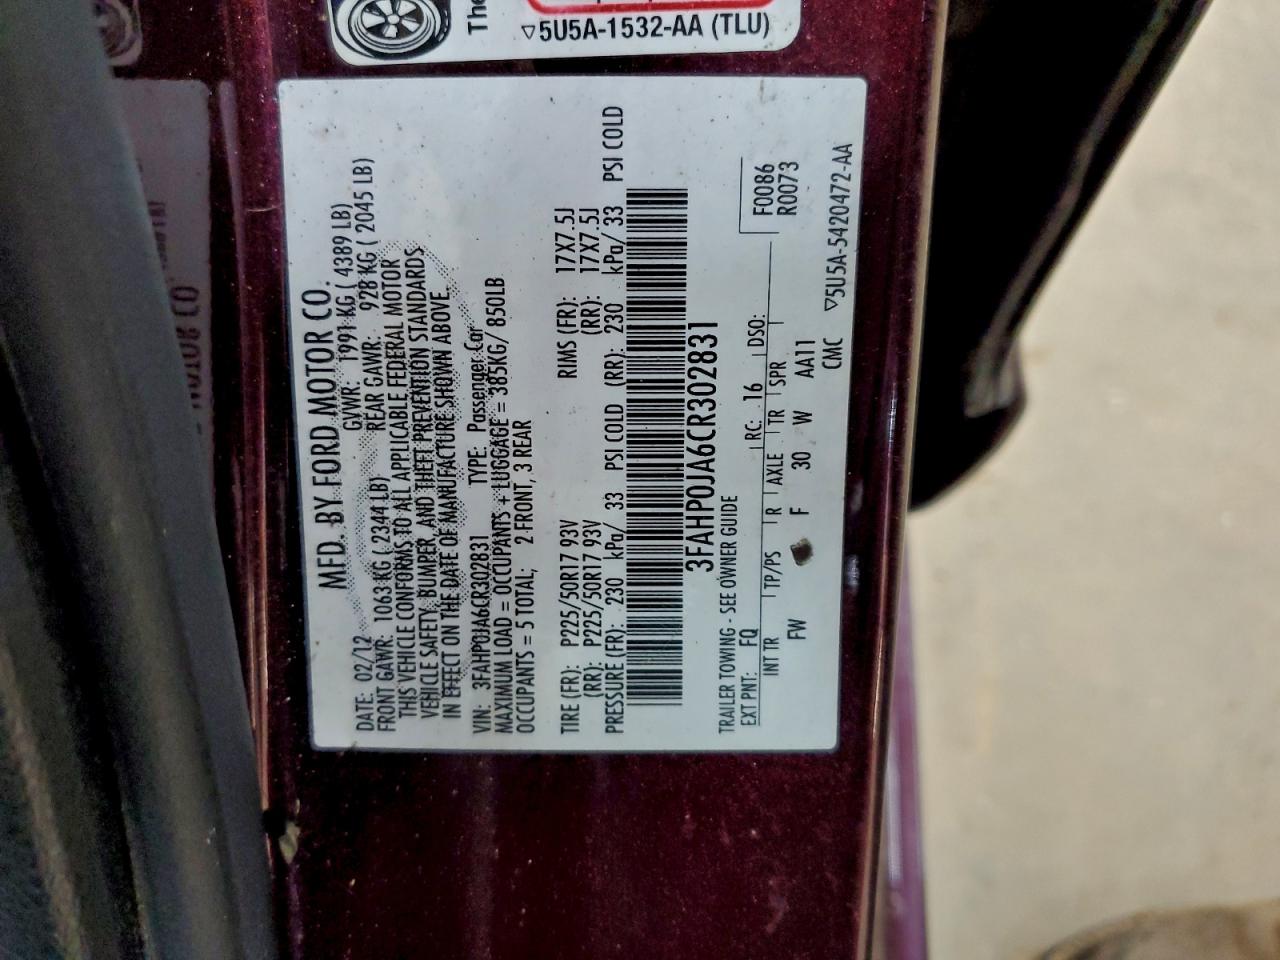 The
▽5U5A-1532-AA (TLU)
MFD. BY FORD MOTOR CO.
DATE: 02/12 GVWR: 1991 KG ( 4389 LB)
FRONT GAWR: 1063 KG ( 2344 LB) REAR GAWR: 928 KG ( 2045 LB)
THIS VEHICLE CONFORMS TO ALL APPLICABLE FEDERAL MOTOR
VEHICLE SAFETY, BUMPER, AND THEFT PREVENTION STANDARDS
IN EFFECT ON THE DATE OF MANUFACTURE SHOWN ABOVE
VIN: 3FAHP0JA6CR302831 TYPE: Passenger Car
MAXIMUM LOAD = OCCUPANTS + LUGGAGE = 385KG/ 850LB
OCCUPANTS = 5 TOTAL; 2 FRONT, 3 REAR
TIRE (FR): P225/50R17 93V RIMS (FR): 17X7.5J
(RR): P225/50R17 93V (RR): 17X7.5J
PRESSURE (FR): 230 kPa/ 33 PSI COLD (RR): 230 kPa/ 33 PSI COLD
3FAHP0JA6CR302831
TRAILER TOWING - SEE OWNER GUIDE
EXT PNT: FQ RC: 16 DSO:
F0086
R0073
INT TR TP/PS R AXLE TR SPR
FW F 30 W AA11
CMC ▽5U5A-5420472-AA